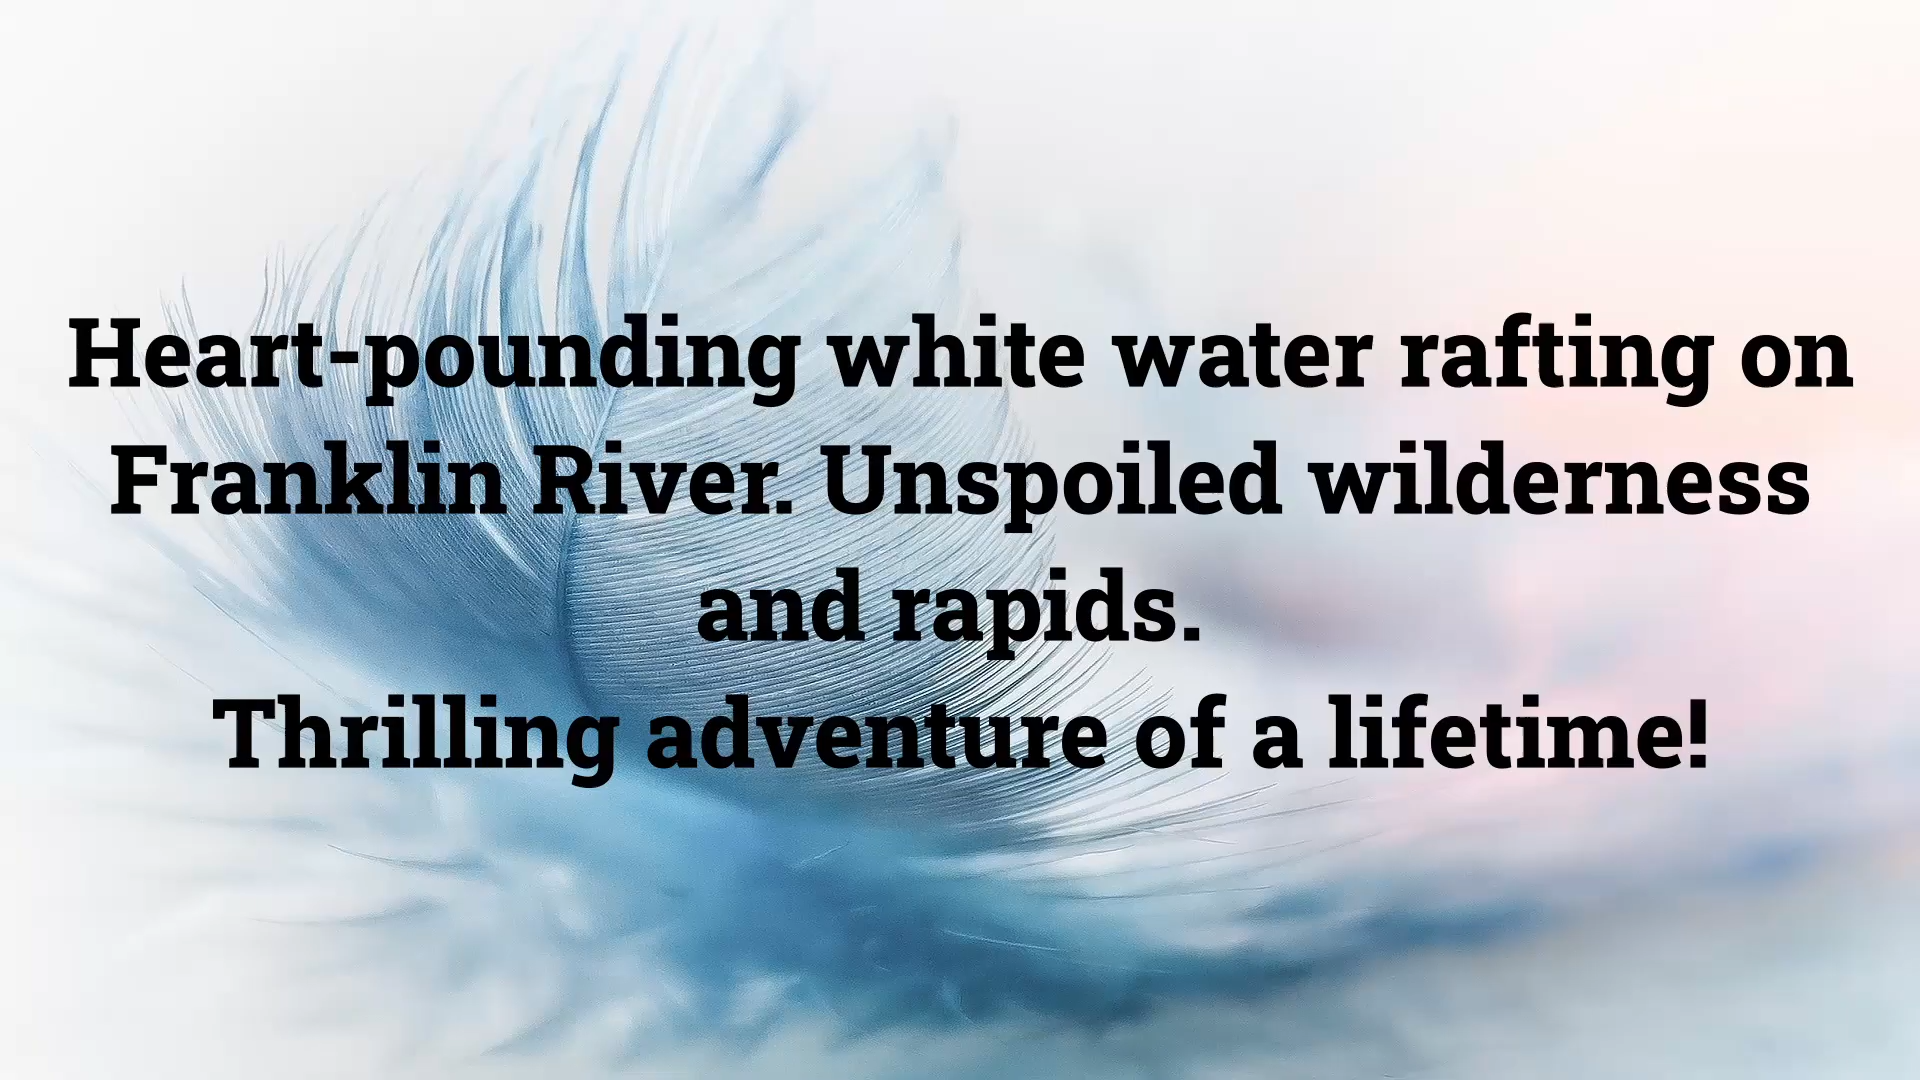 Heart-pounding white water rafting on
Franklin River. Unspoiled wilderness
and rapids.
Thrilling adventure of a lifetime!